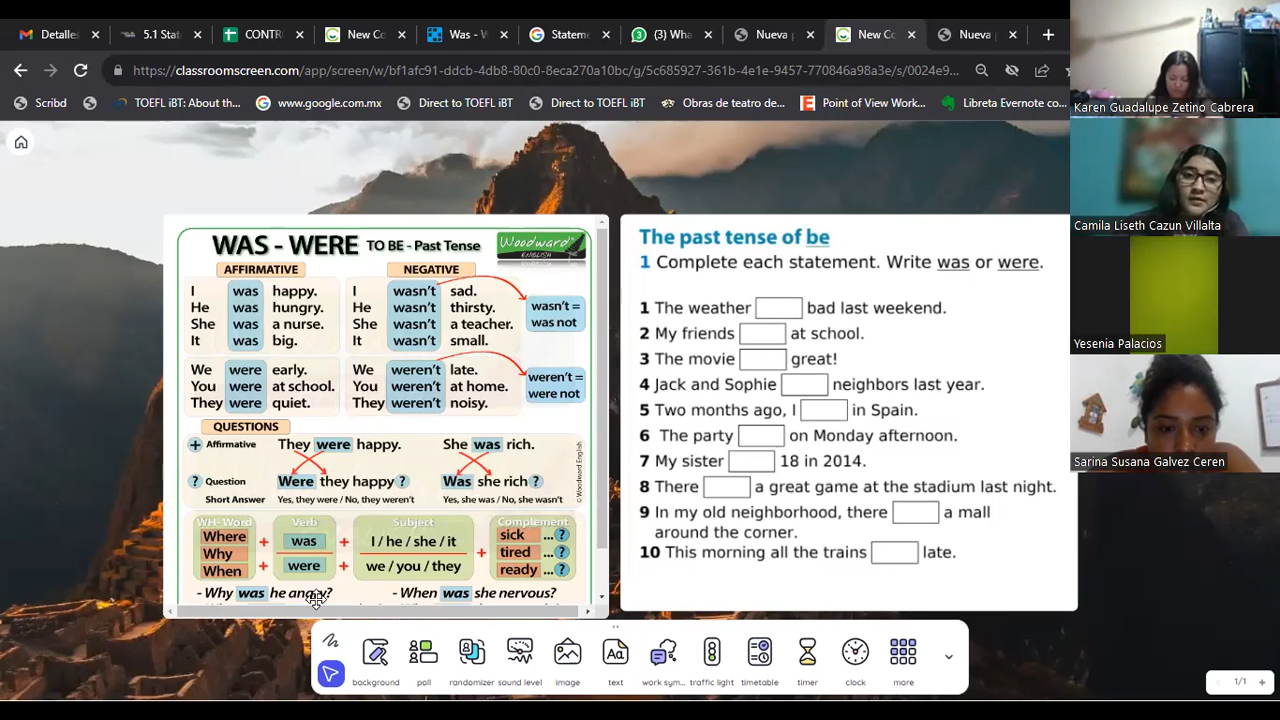 Detalles
5.1 Stat
CONTR
New Co
Was - W
Stateme
(3) Wha
Nueva p
New Co
Nueva p
https://classroomscreen.com/app/screen/w/bf1afc91-ddcb-4db8-80c0-8eca270a10bc/g/5c685927-361b-4e1e-9457-770846a98a3e/s/0024e9...
Scribd
TOEFL iBT: About th...
www.google.com.mx
Direct to TOEFL iBT
Direct to TOEFL iBT
Obras de teatro de...
Point of View Work...
Libreta Evernote co...
WAS - WERE TO BE - Past Tense
Woodward
ENGLISH
AFFIRMATIVE
NEGATIVE
I was happy.
He was hungry.
She was a nurse.
It was big.
I wasn't sad.
He wasn't thirsty.
She wasn't a teacher.
It wasn't small.
wasn't =
was not
We were early.
You were at school.
They were quiet.
We weren't late.
You weren't at home.
They weren't noisy.
weren't =
were not
QUESTIONS
+ Affirmative They were happy. She was rich.
? Question Were they happy? Was she rich?
Short Answer Yes, they were / No, they weren't Yes, she was / No, she wasn't
© Woodward English
WH- Word Verb Subject Complement
Where
Why
When
+ was + I / he / she / it
+ were + we / you / they
+
sick ...?
tired ...?
ready ...?
- Why was he angry? - When was she nervous?
The past tense of be
1 Complete each statement. Write was or were.
1 The weather bad last weekend.
2 My friends at school.
3 The movie great!
4 Jack and Sophie neighbors last year.
5 Two months ago, I in Spain.
6 The party on Monday afternoon.
7 My sister 18 in 2014.
8 There a great game at the stadium last night.
9 In my old neighborhood, there a mall
around the corner.
10 This morning all the trains late.
background
poll
randomizer
sound level
image
Aa
text
work sym...
traffic light
timetable
timer
clock
more
1/1
Karen Guadalupe Zetino Cabrera
Camila Liseth Cazun Villalta
Yesenia Palacios
Sarina Susana Galvez Ceren